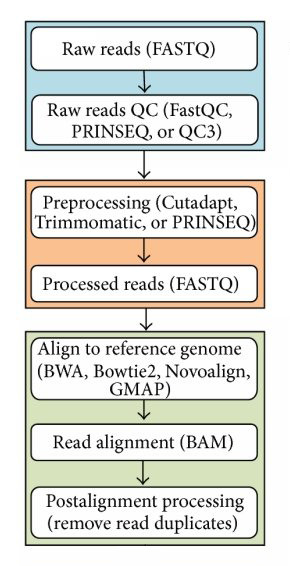 Raw reads (FASTQ)
Raw reads QC (FastQC,
PRINSEQ, or QC3)
Preprocessing (Cutadapt,
Trimmomatic, or PRINSEQ)
Processed reads (FASTQ)
Align to reference genome
(BWA, Bowtie2, Novoalign,
GMAP)
Read alignment (BAM)
Postalignment processing
(remove read duplicates)